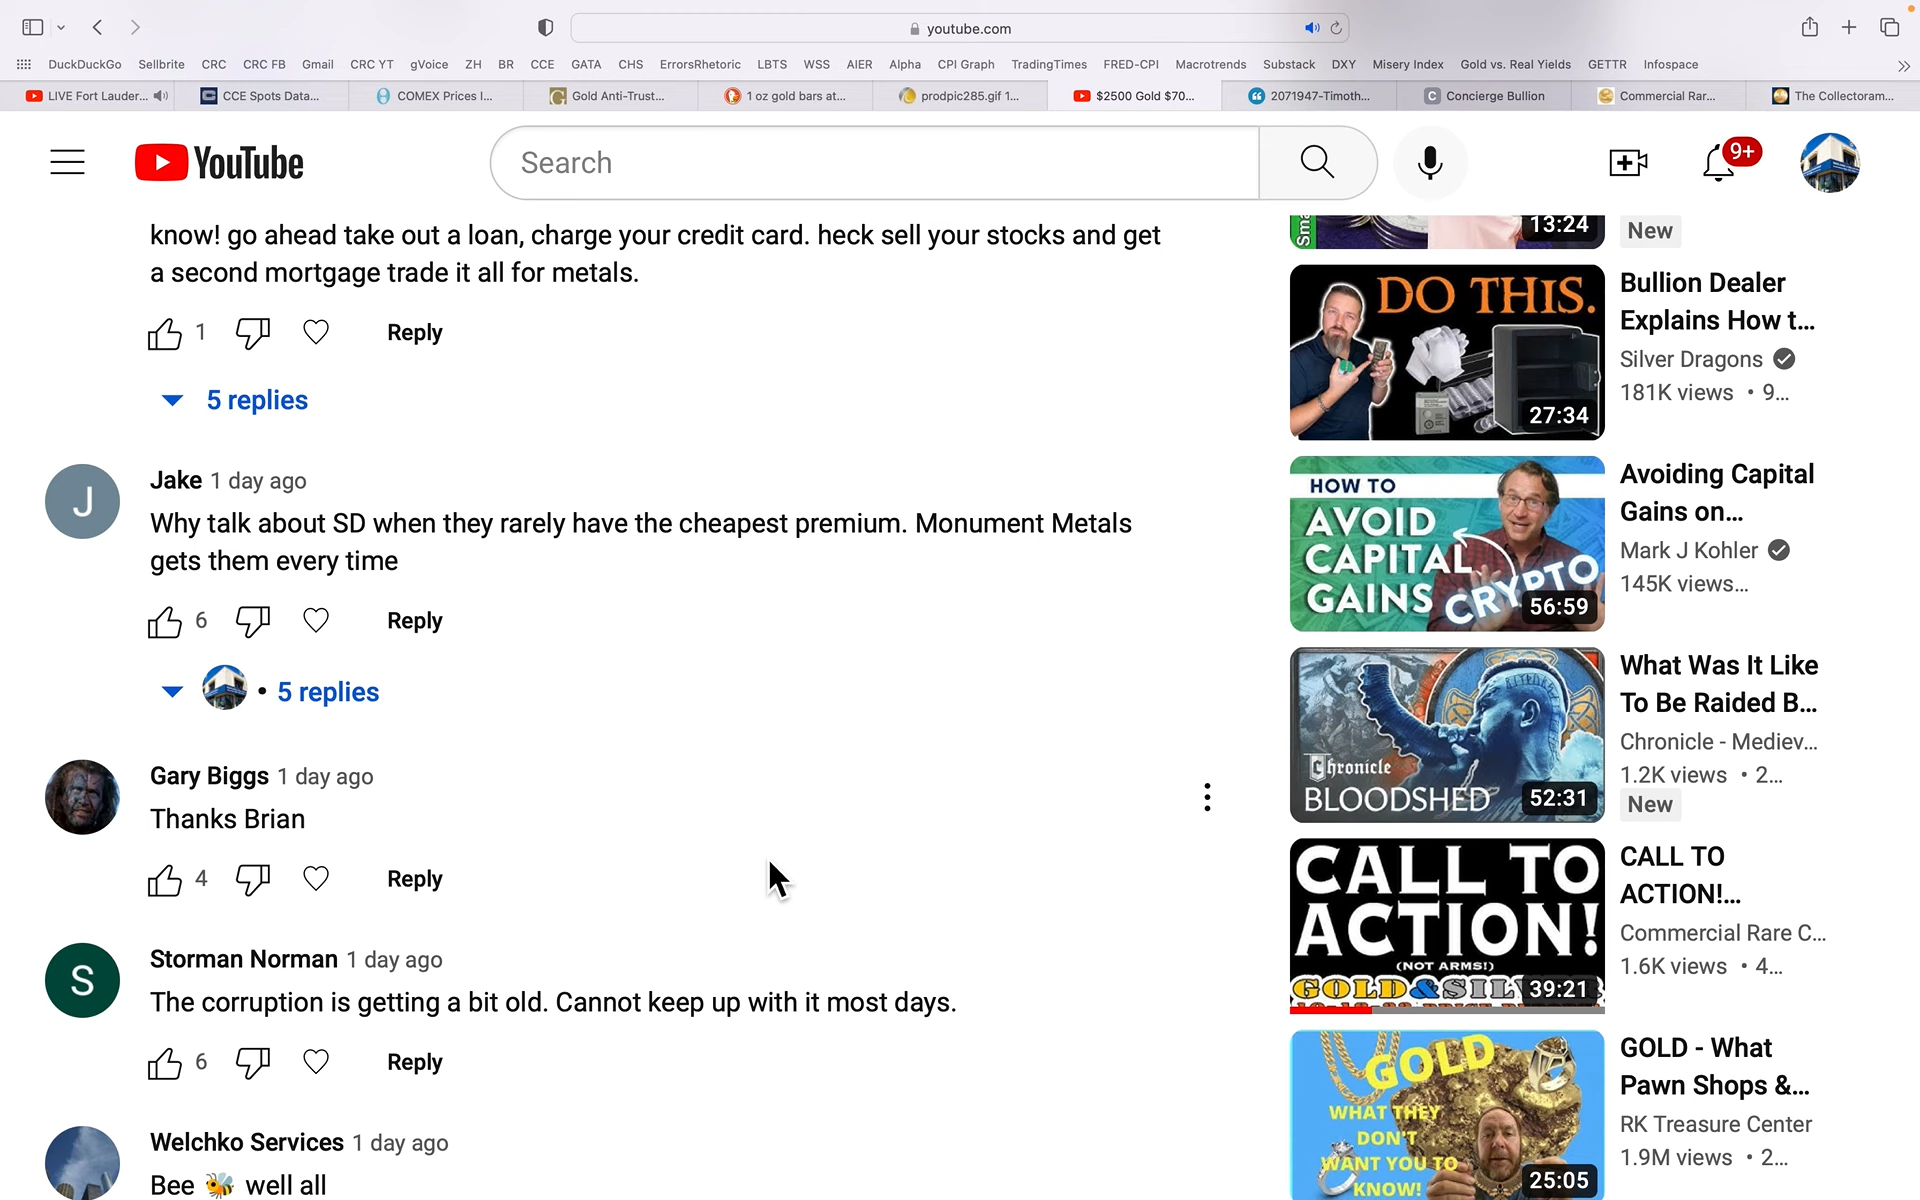 youtube.com
DuckDuckGo Sellbrite CRC CRC FB Gmail CRC YT gVoice ZH BR CCE GATA CHS ErrorsRhetoric LBTS WSS AIER Alpha CPI Graph TradingTimes FRED-CPI Macrotrends Substack DXY Misery Index Gold vs. Real Yields GETTR Infospace
LIVE Fort Lauder... CCE Spots Data... COMEX Prices I... Gold Anti-Trust... 1 oz gold bars at... prodpic285.gif 1... $2500 Gold $70... 2071947-Timoth... Concierge Bullion Commercial Rar... The Collectoram...
YouTube
Search
9+
know! go ahead take out a loan, charge your credit card. heck sell your stocks and get
a second mortgage trade it all for metals.
1 Reply
5 replies
J
Jake 1 day ago
Why talk about SD when they rarely have the cheapest premium. Monument Metals
gets them every time
6 Reply
• 5 replies
Gary Biggs 1 day ago
Thanks Brian
4 Reply
S
Storman Norman 1 day ago
The corruption is getting a bit old. Cannot keep up with it most days.
6 Reply
Welchko Services 1 day ago
Bee 🐝 well all
Sma
13:24
New
DO THIS.
27:34
Bullion Dealer
Explains How t...
Silver Dragons
181K views • 9...
HOW TO
AVOID
CAPITAL
GAINS
CRYPTO
56:59
Avoiding Capital
Gains on...
Mark J Kohler
145K views...
Chronicle
BLOODSHED
52:31
What Was It Like
To Be Raided B...
Chronicle - Mediev...
1.2K views • 2...
New
CALL TO
ACTION!
(NOT ARMS!)
GOLD&SIL
39:21
CALL TO
ACTION!...
Commercial Rare C...
1.6K views • 4...
GOLD
WHAT THEY
DON'T
WANT YOU TO
KNOW!
25:05
GOLD - What
Pawn Shops &...
RK Treasure Center
1.9M views • 2...